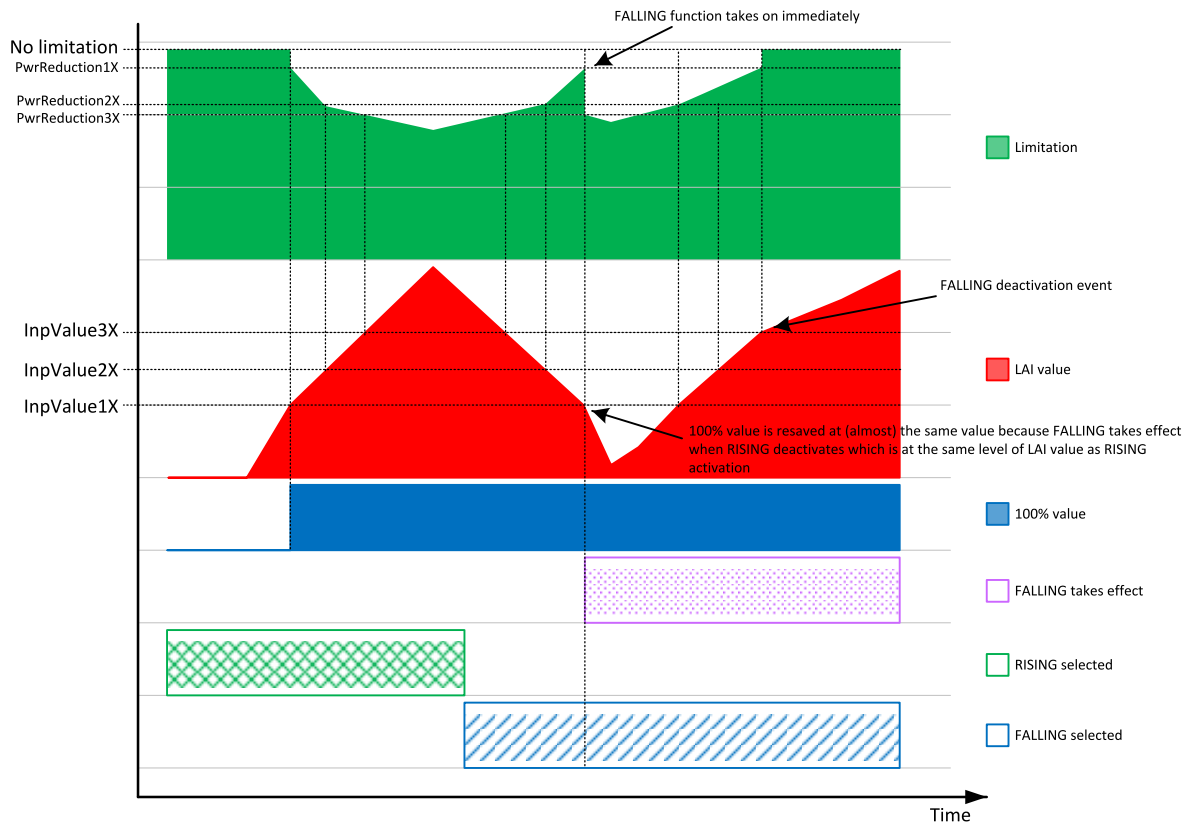 FALLING function takes on immediately
No limitation
PwrReduction1X
PwrReduction2X
PwrReduction3X
Limitation
FALLING deactivation event
InpValue3X
InpValue2X
LAI value
InpValue1X
100% value is resaved at (almost) the same value because FALLING takes effect
when RISING deactivates which is at the same level of LAI value as RISING
activation
100% value
FALLING takes effect
RISING selected
FALLING selected
Time